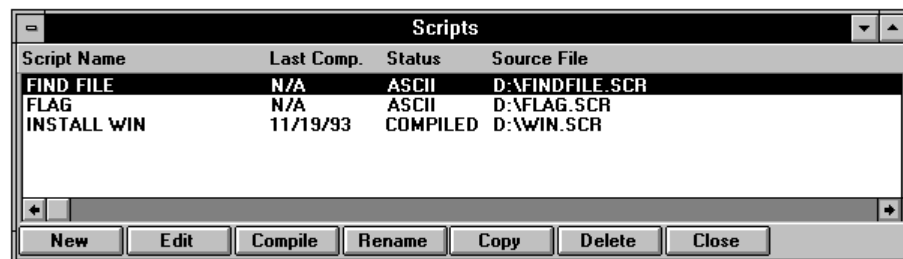 Scripts
Script Name Last Comp. Status Source File
FIND FILE N/A ASCII D:\FINDFILE.SCR
FLAG N/A ASCII D:\FLAG.SCR
INSTALL WIN 11/19/93 COMPILED D:\WIN.SCR
New Edit Compile Rename Copy Delete Close